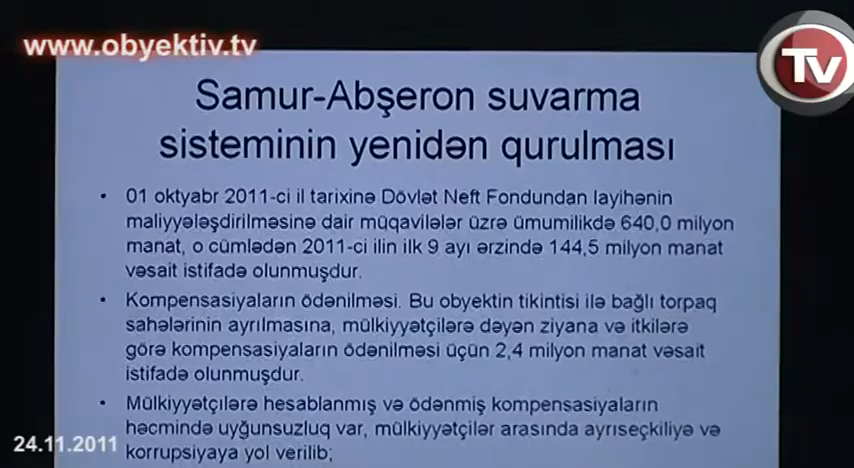 www.obyektiv.tv
TV
Samur-Abşeron suvarma
sisteminin yenidən qurulması
• 01 oktyabr 2011-ci il tarixinə Dövlət Neft Fondundan layihənin
maliyyələşdirilməsinə dair müqavilələr üzrə ümumilikdə 640,0 milyon
manat, o cümlədən 2011-ci ilin ilk 9 ayı ərzində 144,5 milyon manat
vəsait istifadə olunmuşdur.
• Kompensasiyaların ödənilməsi. Bu obyektin tikintisi ilə bağlı torpaq
sahələrinin ayrılmasına, mülkiyyətçilərə dəyən ziyana və itkilərə
görə kompensasiyaların ödənilməsi üçün 2,4 milyon manat vəsait
istifadə olunmuşdur.
• Mülkiyyətçilərə hesablanmış və ödənmiş kompensasiyaların
həcmində uyğunsuzluq var, mülkiyyətçilər arasında ayrıseçkiliyə və
korrupsiyaya yol verilib;
24.11.2011